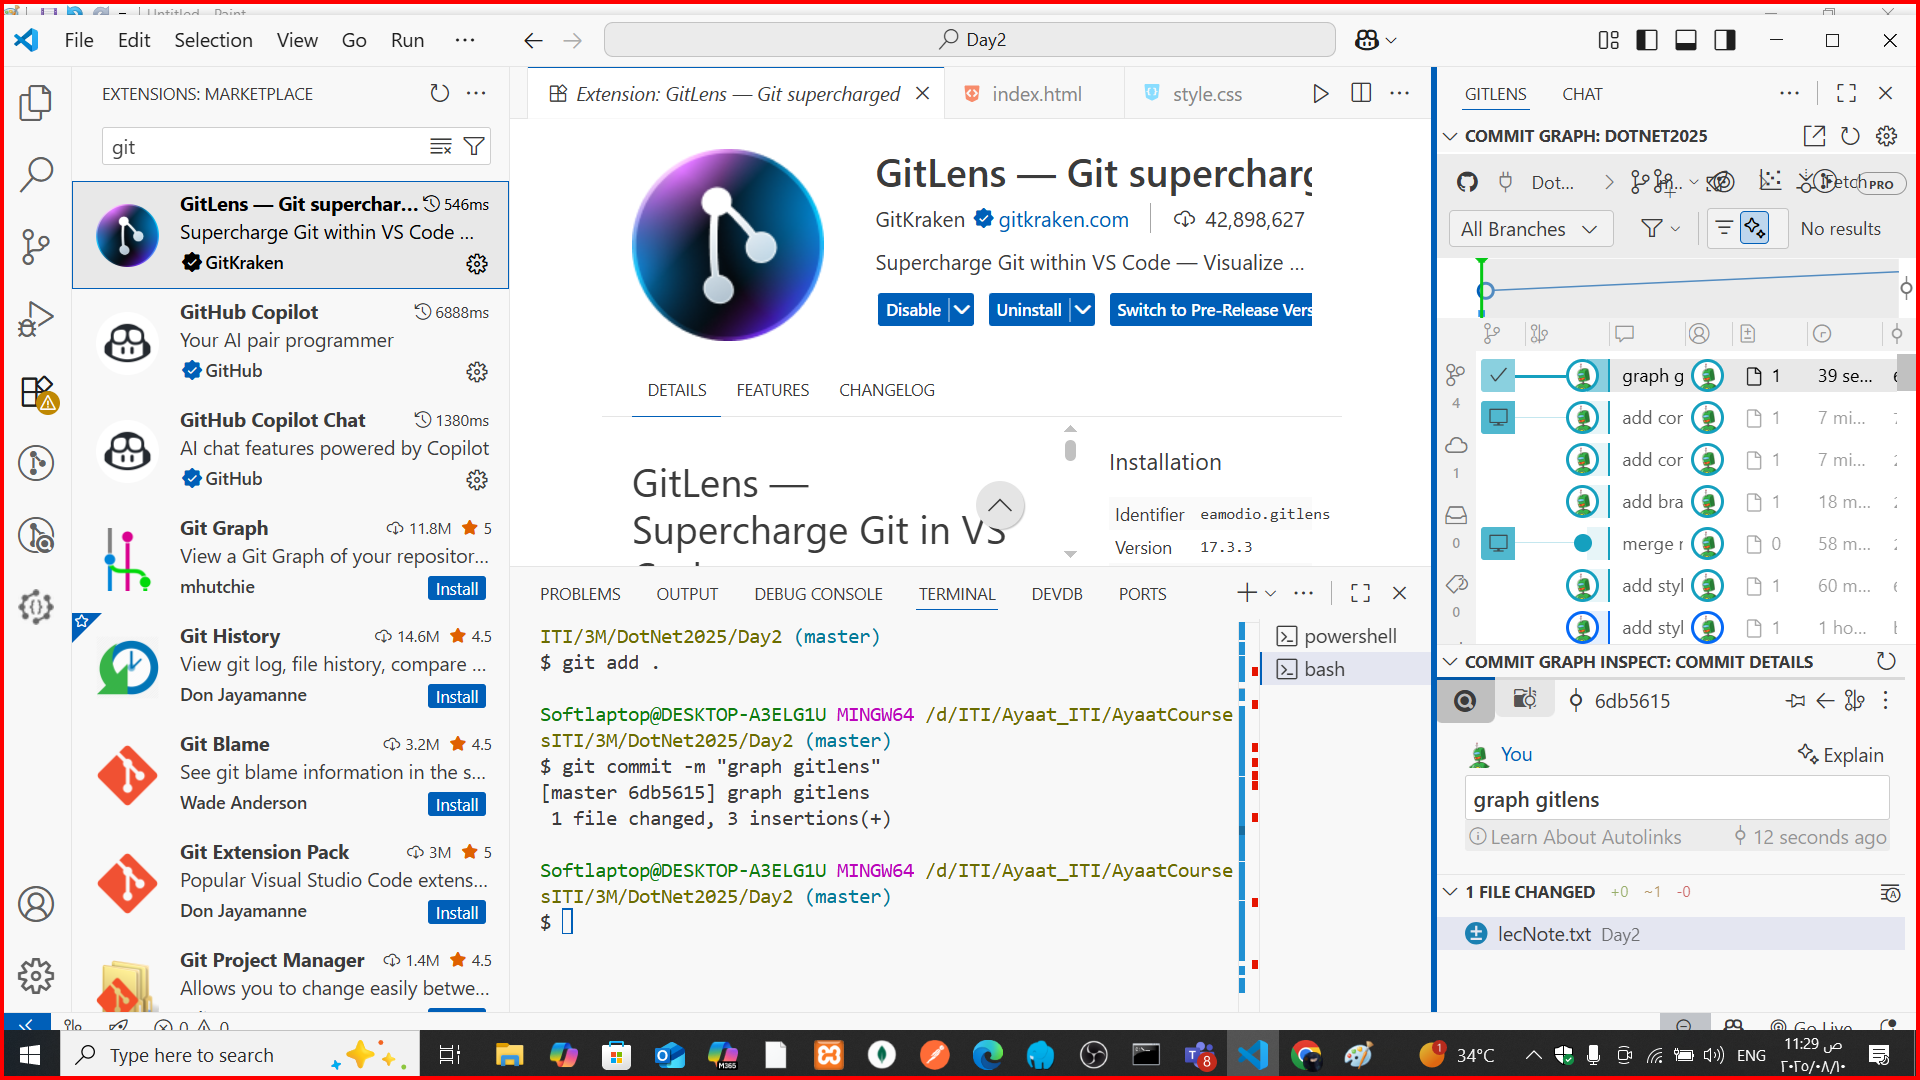 Untitled - Paint
File Edit Selection View Go Run ···
Day2
EXTENSIONS: MARKETPLACE
git
GitLens — Git superchar... 546ms
Supercharge Git within VS Code ...
GitKraken
GitHub Copilot 6888ms
Your AI pair programmer
GitHub
GitHub Copilot Chat 1380ms
AI chat features powered by Copilot
GitHub
Git Graph 11.8M 5
View a Git Graph of your repositor...
mhutchie Install
Git History 14.6M 4.5
View git log, file history, compare ...
Don Jayamanne Install
Git Blame 3.2M 4.5
See git blame information in the s...
Wade Anderson Install
Git Extension Pack 3M 5
Popular Visual Studio Code extens...
Don Jayamanne Install
Git Project Manager 1.4M 4.5
Allows you to change easily betwe...
Extension: GitLens — Git supercharged index.html style.css
GitLens — Git supercharg
GitKraken gitkraken.com 42,898,627
Supercharge Git within VS Code — Visualize ...
Disable Uninstall Switch to Pre-Release Vers
DETAILS FEATURES CHANGELOG
GitLens —
Supercharge Git in VS
Installation
Identifier eamodio.gitlens
Version 17.3.3
PROBLEMS OUTPUT DEBUG CONSOLE TERMINAL DEVDB PORTS
ITI/3M/DotNet2025/Day2 (master)
$ git add .
Softlaptop@DESKTOP-A3ELG1U MINGW64 /d/ITI/Ayaat_ITI/AyaatCourse
sITI/3M/DotNet2025/Day2 (master)
$ git commit -m "graph gitlens"
[master 6db5615] graph gitlens
1 file changed, 3 insertions(+)
Softlaptop@DESKTOP-A3ELG1U MINGW64 /d/ITI/Ayaat_ITI/AyaatCourse
sITI/3M/DotNet2025/Day2 (master)
$
powershell
bash
GITLENS CHAT
COMMIT GRAPH: DOTNET2025
Dot... Fetch PRO
All Branches No results
graph g 1 39 se...
add cor 1 7 mi...
add cor 1 7 mi...
add bra 1 18 m...
merge r 0 58 m...
add styl 1 60 m...
add styl 1 1 ho...
4
1
0
0
COMMIT GRAPH INSPECT: COMMIT DETAILS
6db5615
You Explain
graph gitlens
Learn About Autolinks 12 seconds ago
1 FILE CHANGED +0 ~1 -0
lecNote.txt Day2
0 0 Go Live
Type here to search
M365
8
1
34°C ENG
11:29 ص
٢٠٢٥/٠٨/١٠